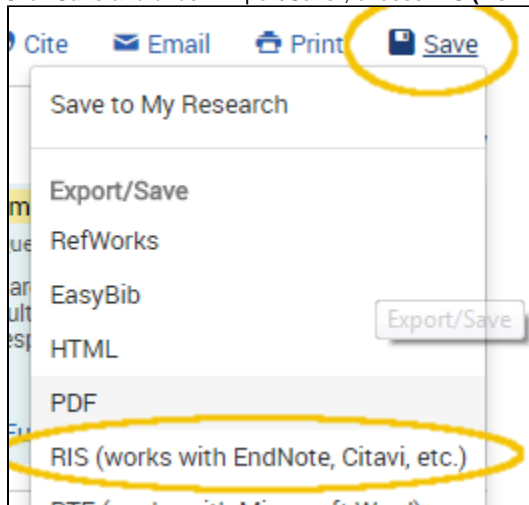 Cite Email Print Save
Save to My Research
Export/Save
RefWorks
EasyBib
Export/Save
HTML
PDF
RIS (works with EndNote, Citavi, etc.)